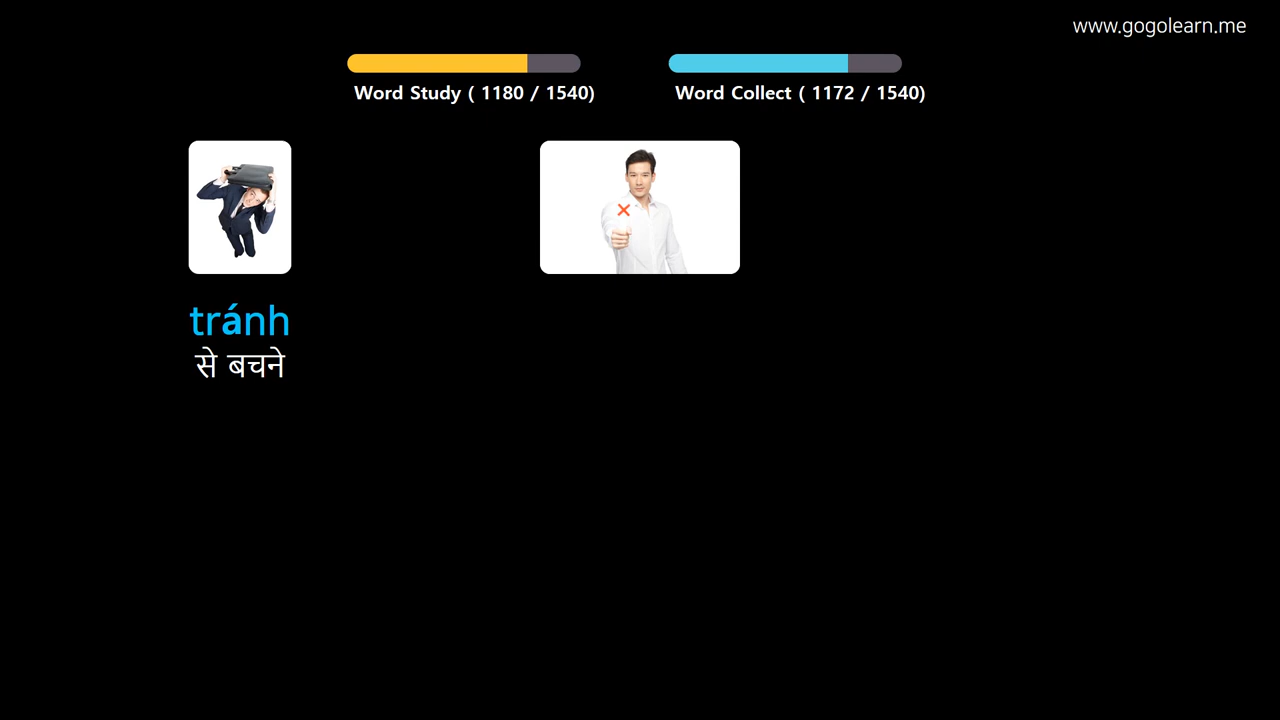 www.gogolearn.me
Word Study ( 1180 / 1540)
Word Collect ( 1172 / 1540)
tránh
से बचने